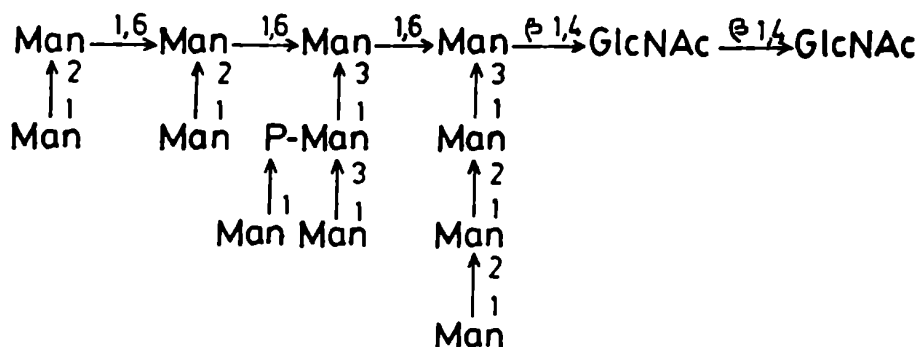 Man 1,6 Man 1,6 Man 1,6 Man β 1,4 GlcNAc β 1,4 GlcNAc
2 2 3 3
1 1 1 1
Man Man P-Man Man
3 2
1 1 1
Man Man Man
2
1
Man